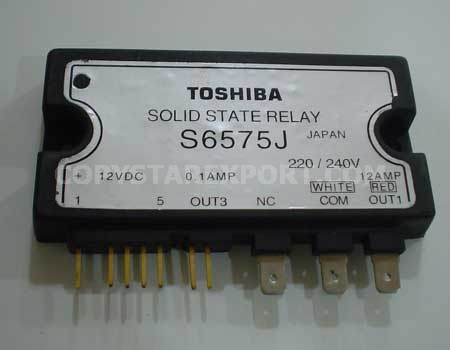 TOSHIBA
SOLID STATE RELAY
S6575J JAPAN
220 / 240V
COPYSTAREXPORT.COM
+ 12VDC 0.1AMP WHITE 12AMP RED
1 5 OUT3 NC COM OUT1